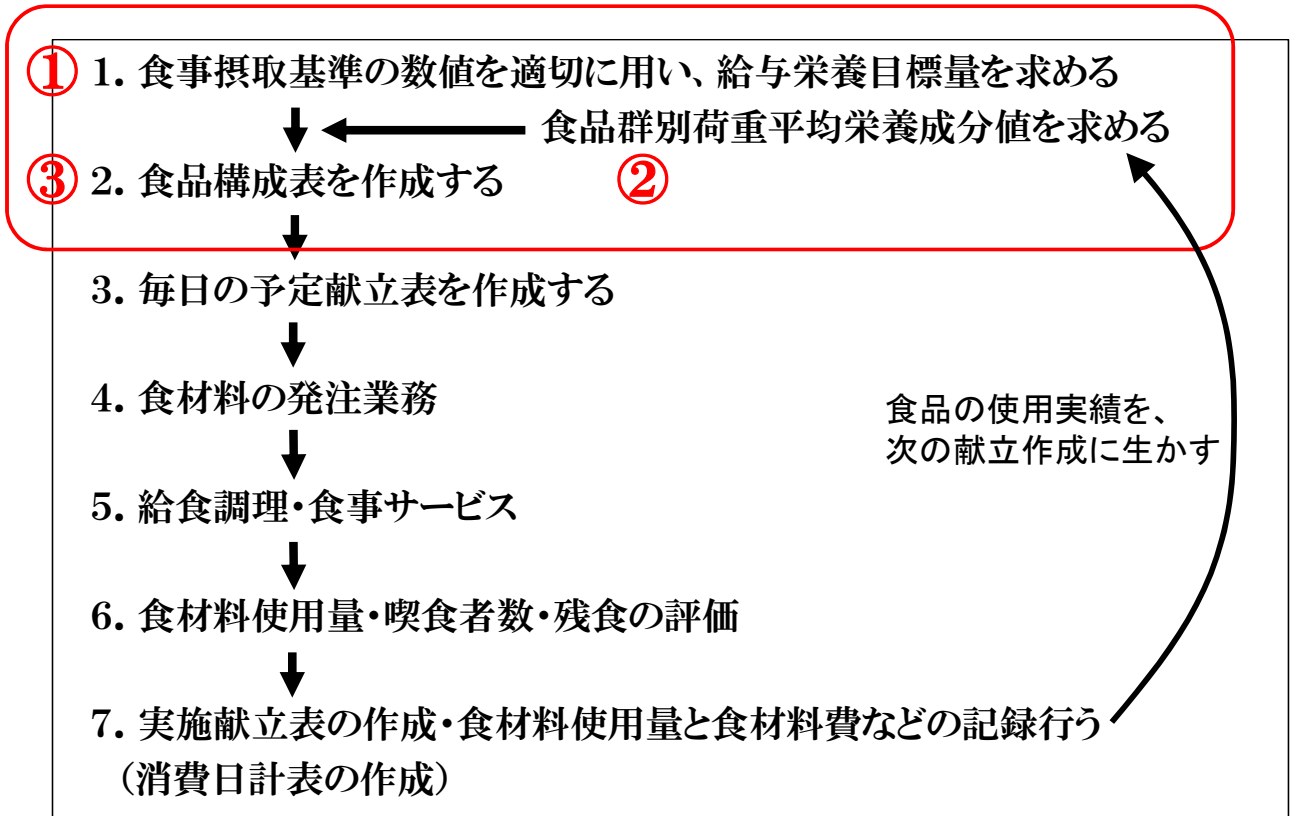 ① 1. 食事摂取基準の数値を適切に用い、給与栄養目標量を求める
食品群別荷重平均栄養成分値を求める
③ 2. 食品構成表を作成する ②
3. 毎日の予定献立表を作成する
4. 食材料の発注業務
食品の使用実績を、
次の献立作成に生かす
5. 給食調理・食事サービス
6. 食材料使用量・喫食者数・残食の評価
7. 実施献立表の作成・食材料使用量と食材料費などの記録行う
（消費日計表の作成）